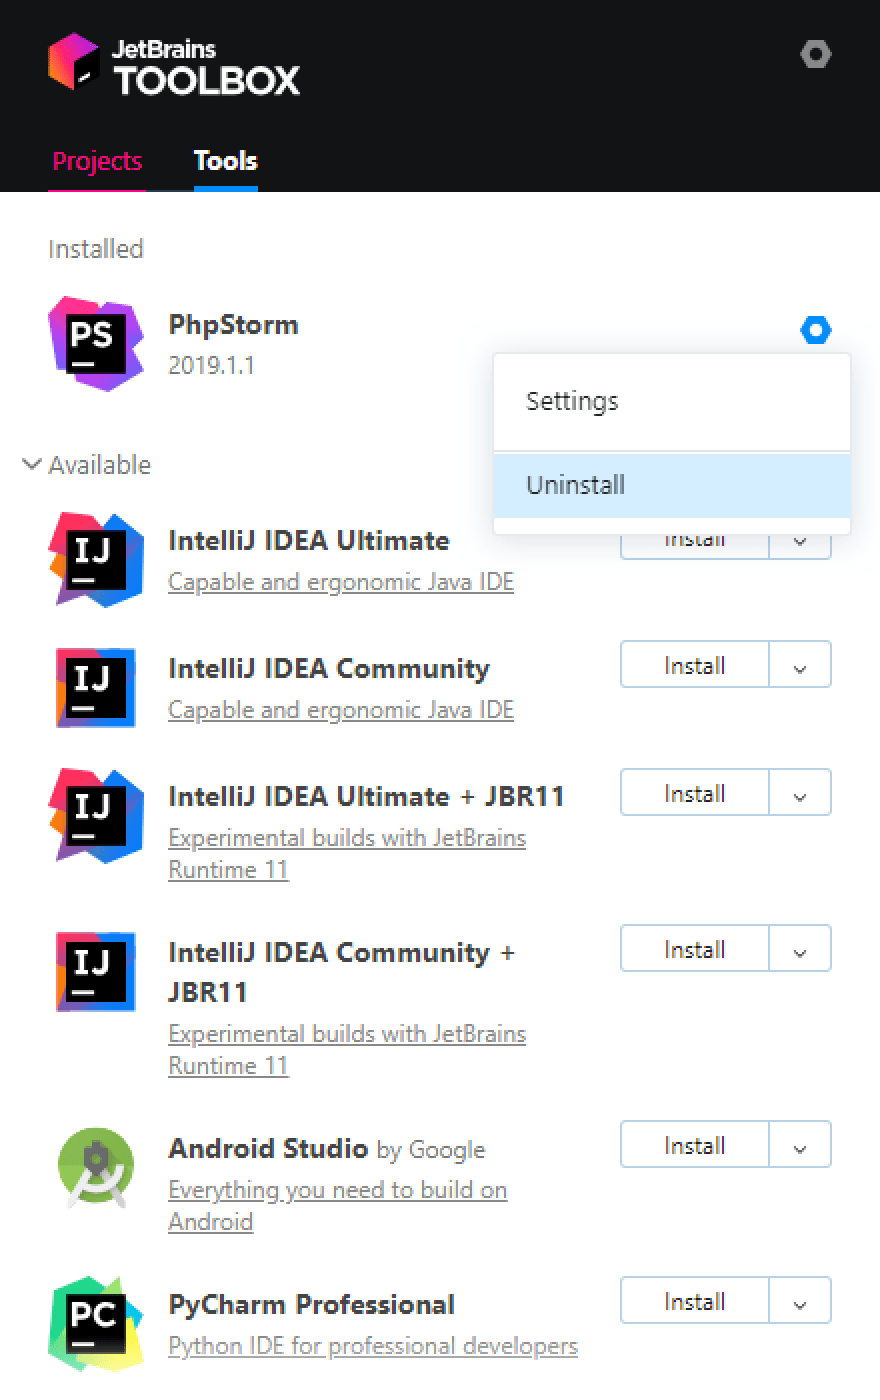 JetBrains
TOOLBOX
Projects Tools
Installed
PS
PhpStorm
2019.1.1
Settings
Uninstall
Available
IJ
IntelliJ IDEA Ultimate
Install
Capable and ergonomic Java IDE
IJ
IntelliJ IDEA Community
Install
Capable and ergonomic Java IDE
IJ
IntelliJ IDEA Ultimate + JBR11
Install
Experimental builds with JetBrains
Runtime 11
IJ
IntelliJ IDEA Community +
JBR11
Install
Experimental builds with JetBrains
Runtime 11
Android Studio by Google
Install
Everything you need to build on
Android
PC
PyCharm Professional
Install
Python IDE for professional developers